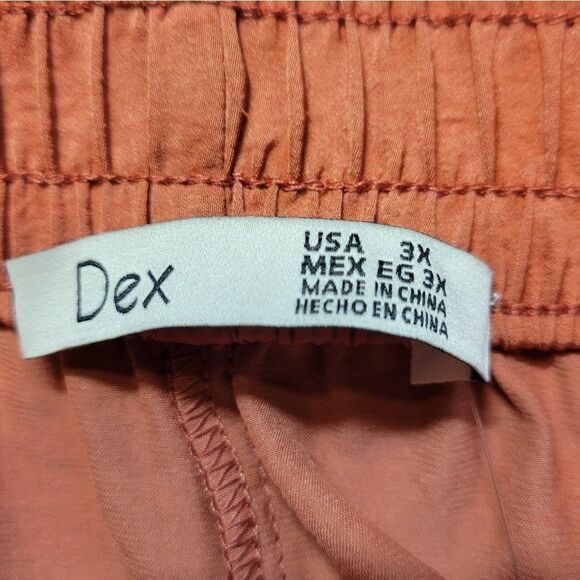 Dex
USA 3X
MEX EG 3X
MADE IN CHINA
HECHO EN CHINA